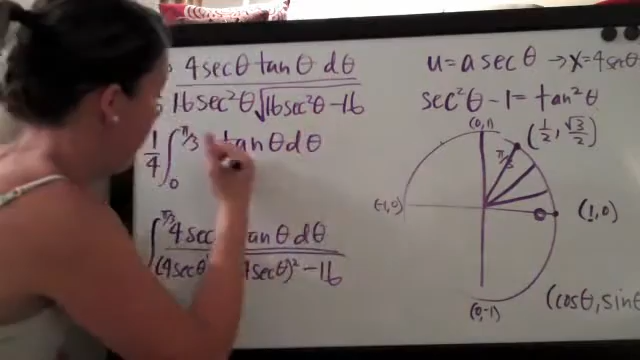 4secθ tanθ dθ
16sec²θ√16sec²θ-16
1/4 ∫ π/3 0 tanθdθ
∫ π/3 4sec tanθ dθ
(4secθ 4secθ)²-16
u=a secθ →x=4secθ
sec²θ-1=tan²θ
(0,1)
(1/2, √3/2)
π/3
(-1,0)
0
(1,0)
(0,-1)
(cosθ, sinθ